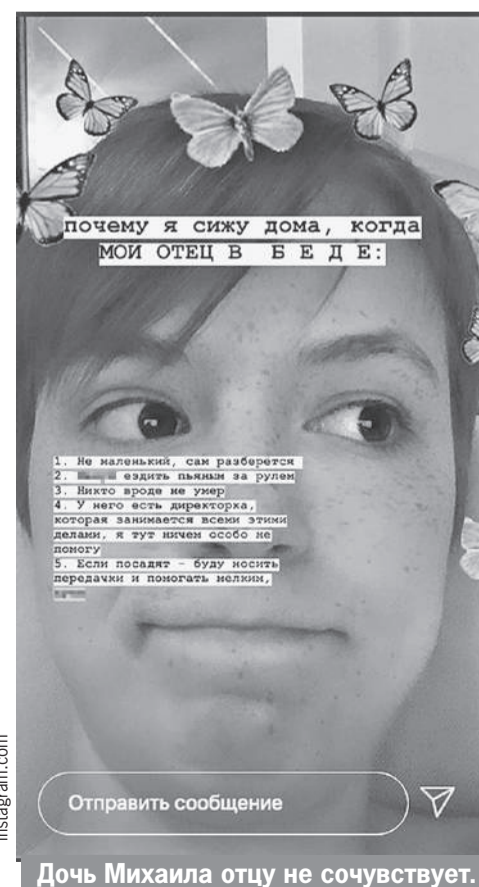 почему я сижу дома, когда
МОЙ ОТЕЦ В Б Е Д Е:
1. Не маленький, сам разберется
2. ездить пьяным за рулем
3. Никто вроде не умер
4. У него есть директорка,
которая занимается всеми этими
делами, я тут ничем особо не
помогу
5. Если посадят - буду носить
передачки и помогать мелким,
Отправить сообщение
instagram.com
Дочь Михаила отцу не сочувствует.